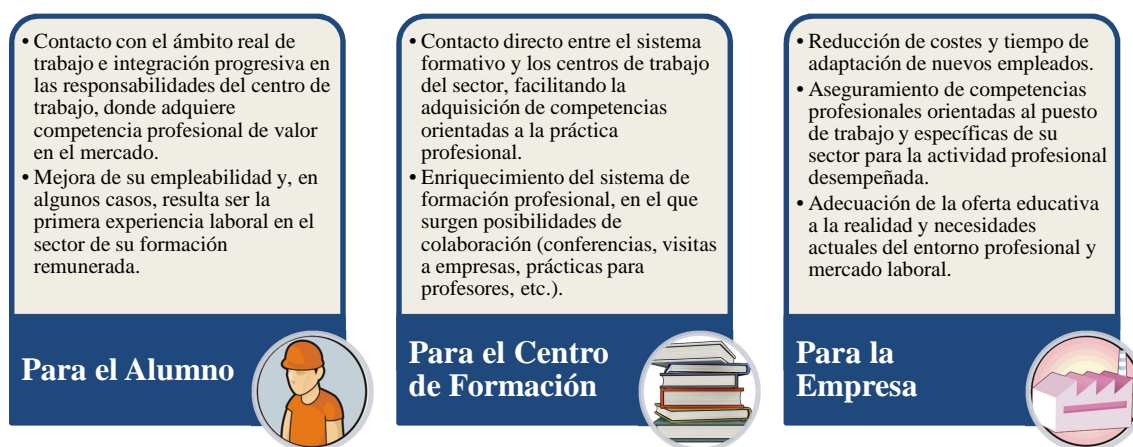 • Contacto con el ámbito real de
trabajo e integración progresiva en
las responsabilidades del centro de
trabajo, donde adquiere
competencia profesional de valor
en el mercado.
• Mejora de su empleabilidad y, en
algunos casos, resulta ser la
primera experiencia laboral en el
sector de su formación
remunerada.
Para el Alumno
• Contacto directo entre el sistema
formativo y los centros de trabajo
del sector, facilitando la
adquisición de competencias
orientadas a la práctica
profesional.
• Enriquecimiento del sistema de
formación profesional, en el que
surgen posibilidades de
colaboración (conferencias, visitas
a empresas, prácticas para
profesores, etc.).
Para el Centro
de Formación
• Reducción de costes y tiempo de
adaptación de nuevos empleados.
• Aseguramiento de competencias
profesionales orientadas al puesto
de trabajo y específicas de su
sector para la actividad profesional
desempeñada.
• Adecuación de la oferta educativa
a la realidad y necesidades
actuales del entorno profesional y
mercado laboral.
Para la
Empresa